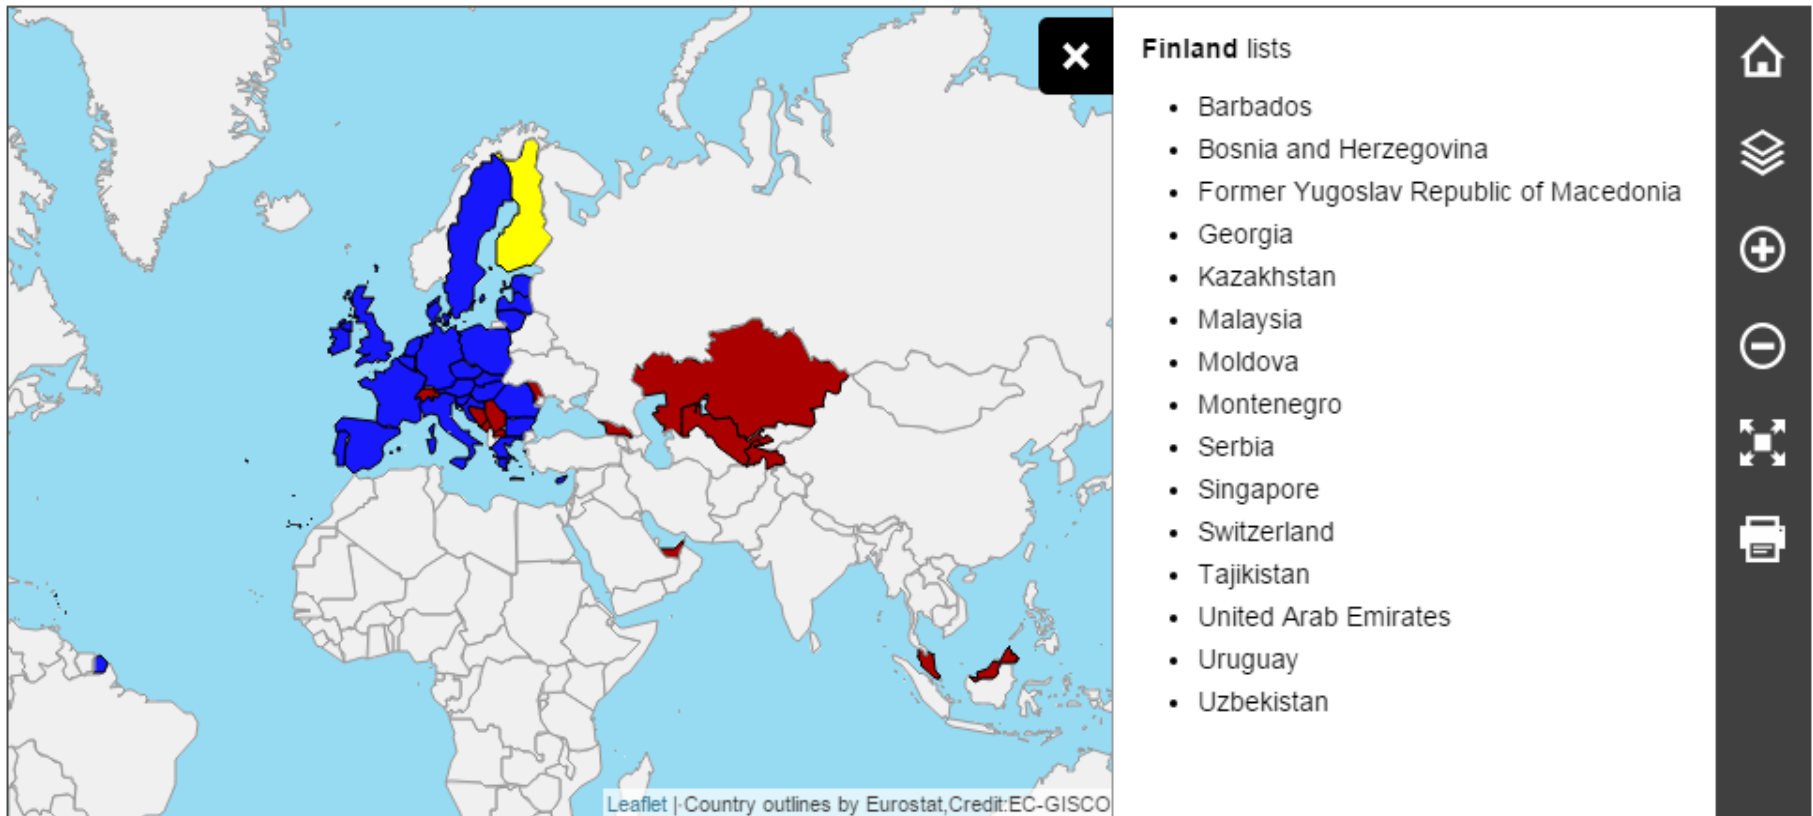 Finland lists
• Barbados
• Bosnia and Herzegovina
• Former Yugoslav Republic of Macedonia
• Georgia
• Kazakhstan
• Malaysia
• Moldova
• Montenegro
• Serbia
• Singapore
• Switzerland
• Tajikistan
• United Arab Emirates
• Uruguay
• Uzbekistan
Leaflet | Country outlines by Eurostat,Credit:EC-GISCO